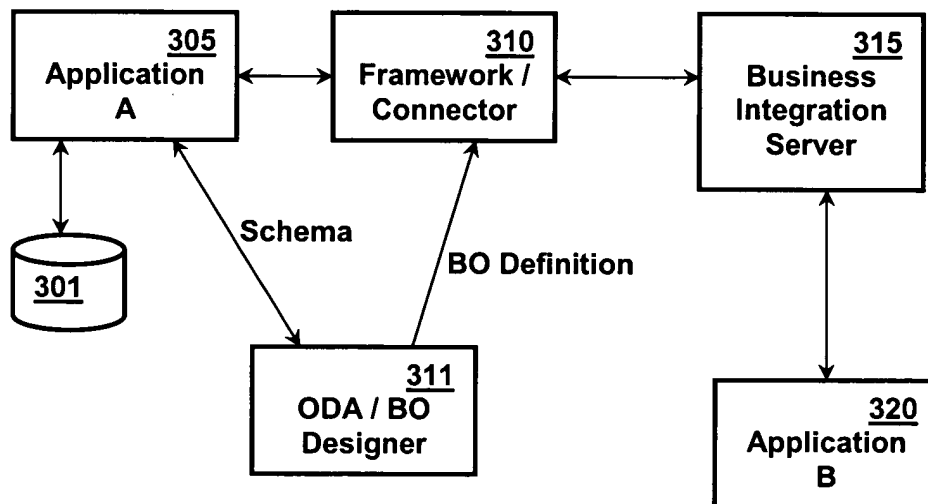 305
Application
A
310
Framework /
Connector
315
Business
Integration
Server
Schema
BO Definition
301
311
ODA / BO
Designer
320
Application
B